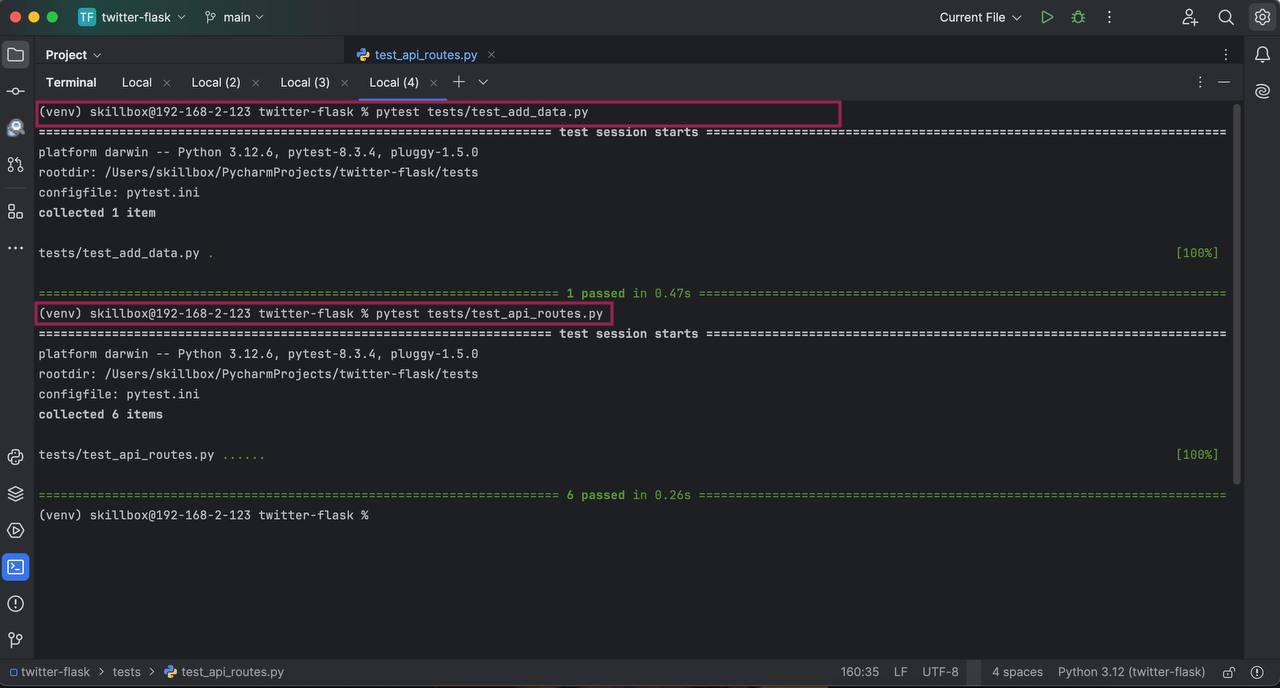 TF twitter-flask main Current File
Project test_api_routes.py
Terminal Local Local (2) Local (3) Local (4)
(venv) skillbox@192-168-2-123 twitter-flask % pytest tests/test_add_data.py
====================================================================== test session starts =======================================================================
platform darwin -- Python 3.12.6, pytest-8.3.4, pluggy-1.5.0
rootdir: /Users/skillbox/PycharmProjects/twitter-flask/tests
configfile: pytest.ini
collected 1 item
tests/test_add_data.py . [100%]
======================================================================= 1 passed in 0.47s ========================================================================
(venv) skillbox@192-168-2-123 twitter-flask % pytest tests/test_api_routes.py
====================================================================== test session starts =======================================================================
platform darwin -- Python 3.12.6, pytest-8.3.4, pluggy-1.5.0
rootdir: /Users/skillbox/PycharmProjects/twitter-flask/tests
configfile: pytest.ini
collected 6 items
tests/test_api_routes.py ...... [100%]
======================================================================= 6 passed in 0.26s ========================================================================
(venv) skillbox@192-168-2-123 twitter-flask %
twitter-flask > tests > test_api_routes.py 160:35 LF UTF-8 4 spaces Python 3.12 (twitter-flask)